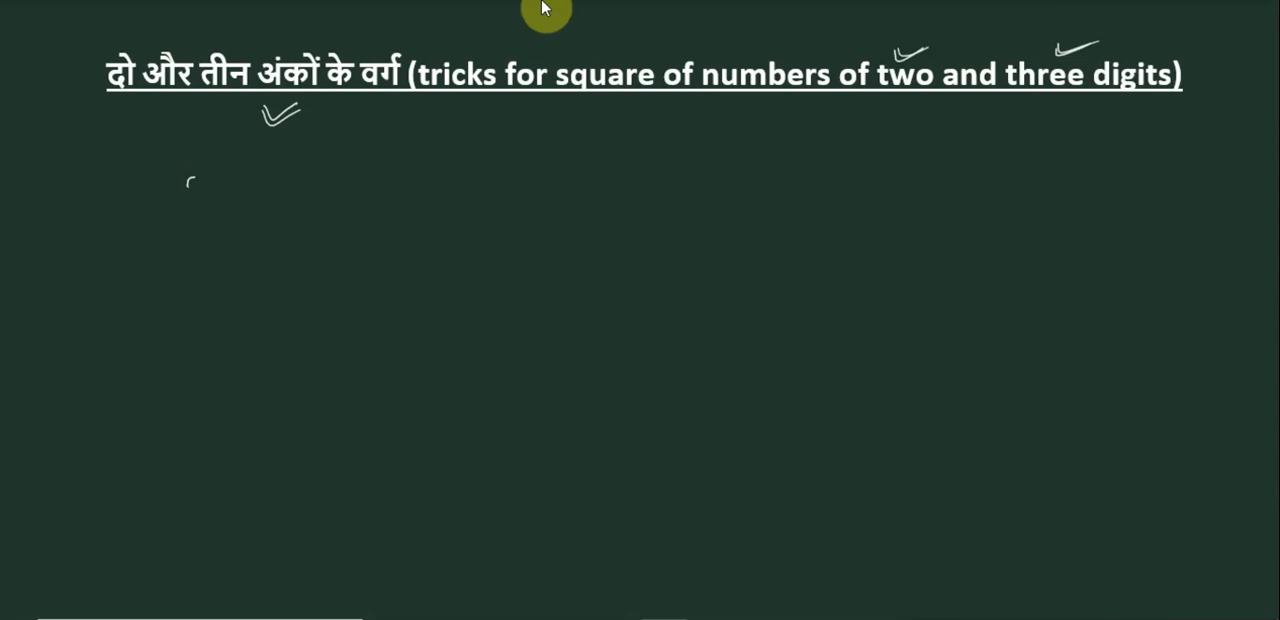 दो और तीन अंकों के वर्ग (tricks for square of numbers of two and three digits)